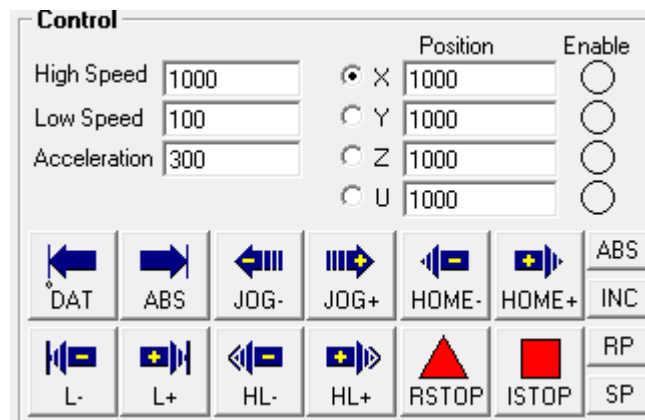 Control
Position Enable
High Speed 1000 X 1000
Low Speed 100 Y 1000
Acceleration 300 Z 1000
U 1000
°DAT ABS JOG- JOG+ HOME- HOME+ ABS
INC
L- L+ HL- HL+ RSTOP ISTOP RP
SP